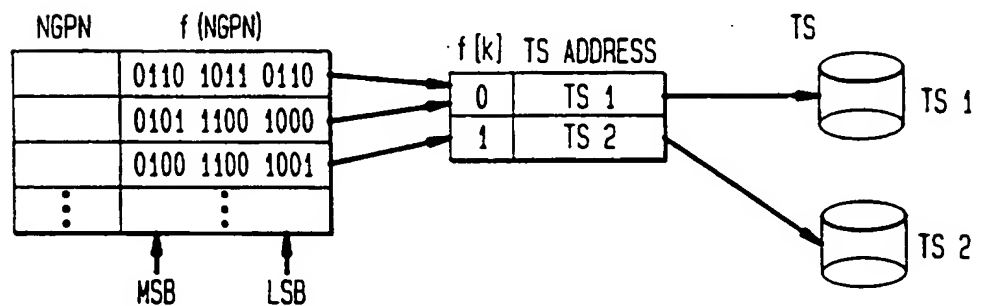 NGPN f (NGPN)
0110 1011 0110
0101 1100 1000
0100 1100 1001
MSB LSB
f [k] TS ADDRESS
0 TS 1
1 TS 2
TS
TS 1
TS 2